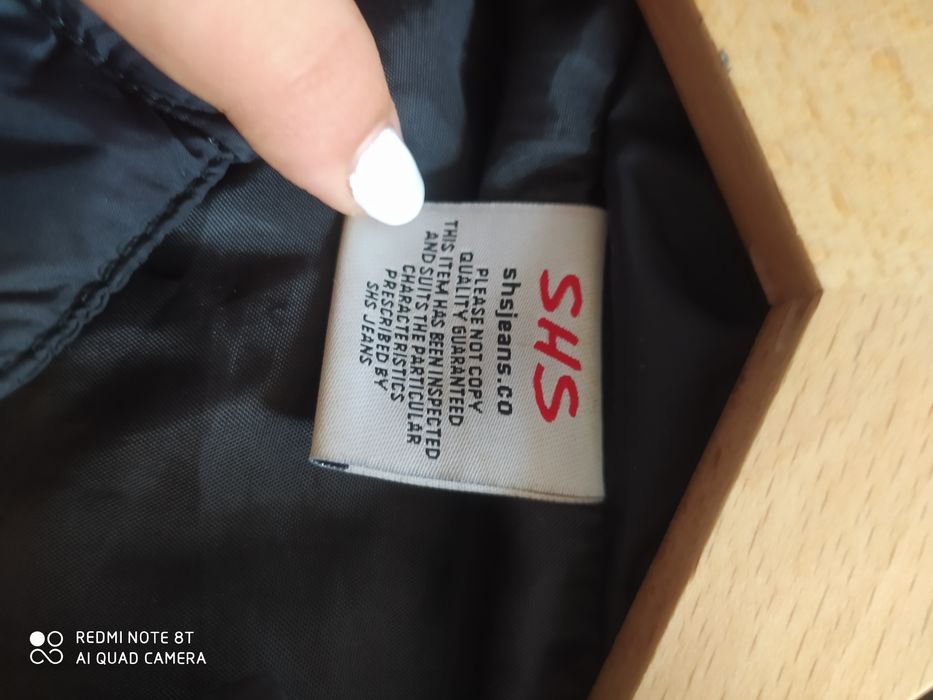 SHS
shsjeans.co
PLEASE NOT COPY
QUALITY GUARANTEED
THIS ITEM HAS BEEN INSPECTED
AND SUITS THE PARTICULAR
CHARACTERISTICS
PRESCRIBED BY
SHS JEANS
REDMI NOTE 8T
AI QUAD CAMERA